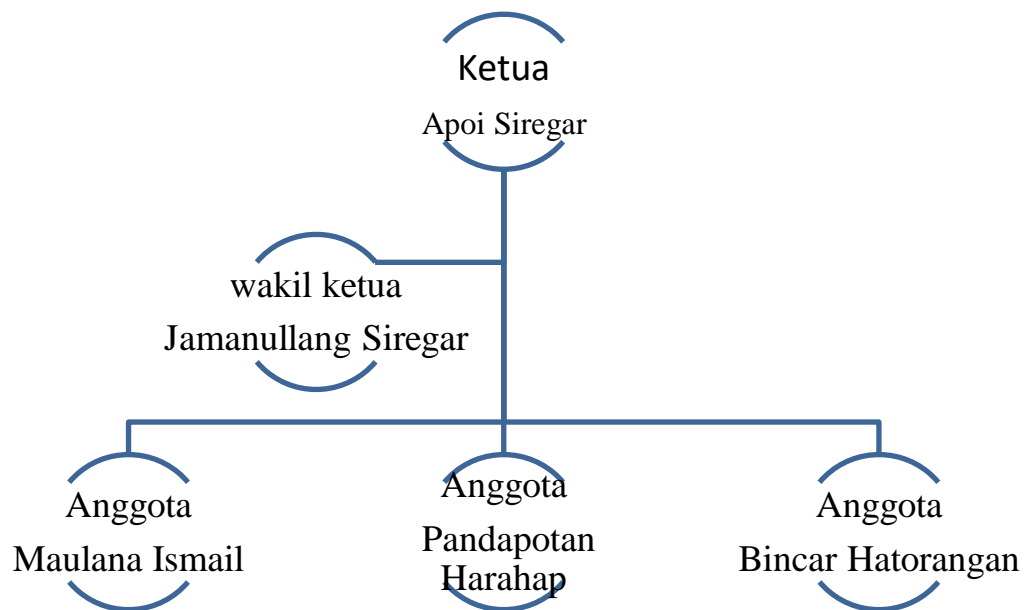 Ketua
Apoi Siregar
wakil ketua
Jamanullang Siregar
Anggota
Maulana Ismail
Anggota
Pandapotan
Harahap
Anggota
Bincar Hatorangan